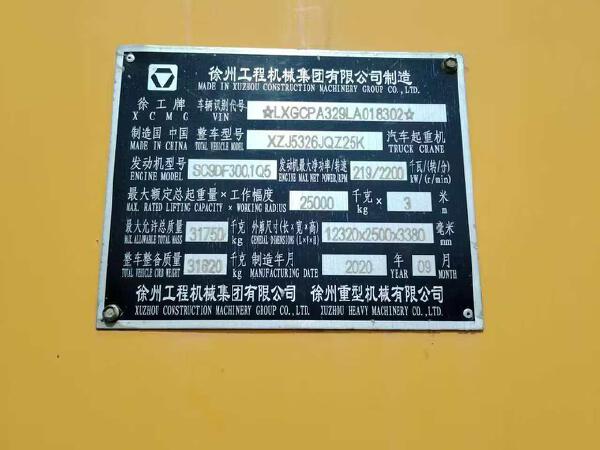 徐州工程机械集团有限公司制造
MADE IN XUZHOU CONSTRUCTION MACHINERY GROUP CO.,LTD.
徐工牌 车辆识别代号 ☆LXGCPA329LA018302☆
XCMG VIN
制造国 中国 整车型号 XZJ5326JQZ25K 汽车起重机
MADE IN CHINA TOTAL VEHICLE MODEL TRUCK CRANE
发动机型号 SC9DF300.1Q5 发动机最大净功率/转速 219/2200 千瓦/(转/分)
ENGINE MODEL ENGINE MAX NET POWER/RPM kW/(r/min)
最大额定总起重量×工作幅度 25000 千克× 3 米
MAX. RATED LIFTING CAPACITY × WORKING RADIUS kg m
最大允许总质量 31750 千克 外廓尺寸(长×宽×高) 12320x2500x3380 毫米
MAX. ALLOWABLE TOTAL MASS kg GENERAL DIMENSIONS (L×W×H) mm
整车整备质量 31620 千克 制造年月 2020 年 09 月
TOTAL VEHICLE CURB WEIGHT kg MANUFACTURING DATE YEAR MONTH
徐州工程机械集团有限公司 徐州重型机械有限公司
XUZHOU CONSTRUCTION MACHINERY GROUP CO.,LTD. XUZHOU HEAVY MACHINERY CO.,LTD.